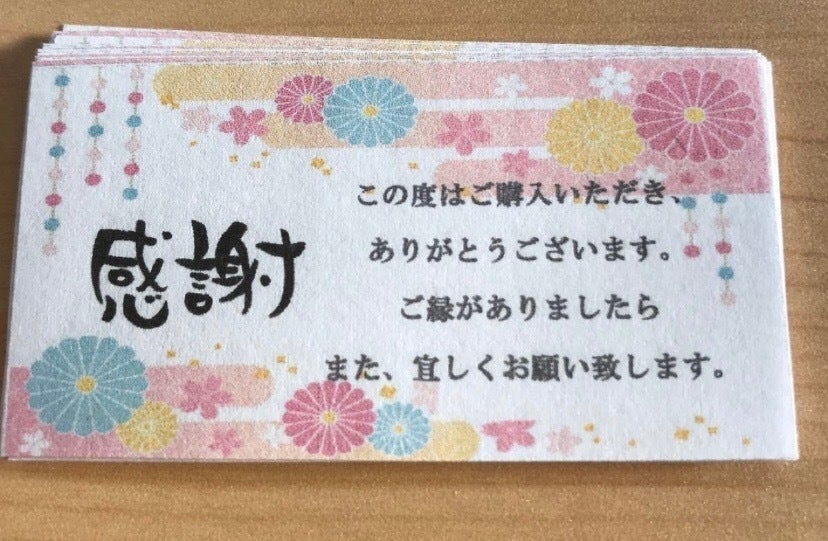 感謝
この度はご購入いただき、
ありがとうございます。
ご縁がありましたら
また、宜しくお願い致します。